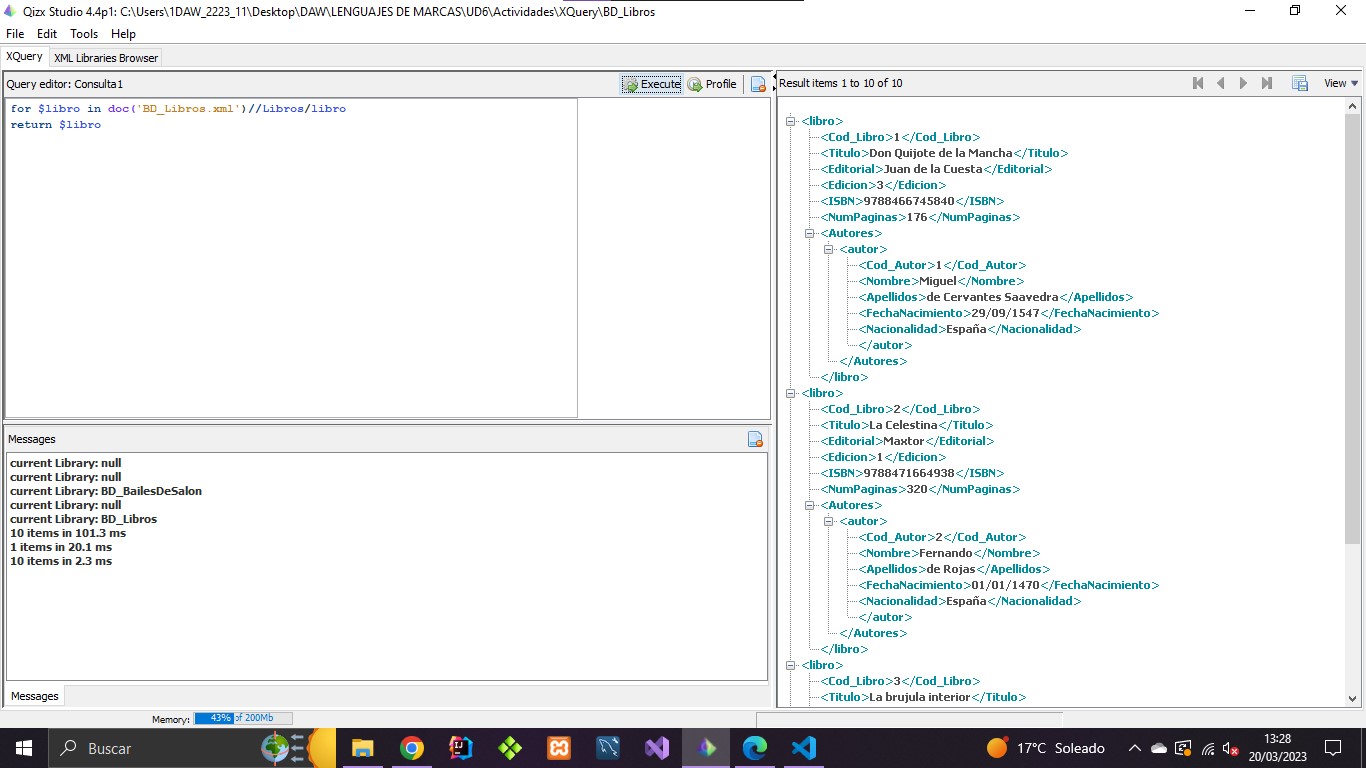 Qizx Studio 4.4p1: C:\Users\1DAW_2223_11\Desktop\DAW\LENGUAJES DE MARCAS\UD6\Actividades\XQuery\BD_Libros
File Edit Tools Help
XQuery XML Libraries Browser
Query editor: Consulta1 Execute Profile
for $libro in doc('BD_Libros.xml')//Libros/libro
return $libro
Messages
current Library: null
current Library: null
current Library: BD_BailesDeSalon
current Library: null
current Library: BD_Libros
10 items in 101.3 ms
1 items in 20.1 ms
10 items in 2.3 ms
Messages
Memory: 43% of 200Mb
Result items 1 to 10 of 10 View
<libro>
<Cod_Libro>1</Cod_Libro>
<Titulo>Don Quijote de la Mancha</Titulo>
<Editorial>Juan de la Cuesta</Editorial>
<Edicion>3</Edicion>
<ISBN>9788466745840</ISBN>
<NumPaginas>176</NumPaginas>
<Autores>
<autor>
<Cod_Autor>1</Cod_Autor>
<Nombre>Miguel</Nombre>
<Apellidos>de Cervantes Saavedra</Apellidos>
<FechaNacimiento>29/09/1547</FechaNacimiento>
<Nacionalidad>España</Nacionalidad>
</autor>
</Autores>
</libro>
<libro>
<Cod_Libro>2</Cod_Libro>
<Titulo>La Celestina</Titulo>
<Editorial>Maxtor</Editorial>
<Edicion>1</Edicion>
<ISBN>9788471664938</ISBN>
<NumPaginas>320</NumPaginas>
<Autores>
<autor>
<Cod_Autor>2</Cod_Autor>
<Nombre>Fernando</Nombre>
<Apellidos>de Rojas</Apellidos>
<FechaNacimiento>01/01/1470</FechaNacimiento>
<Nacionalidad>España</Nacionalidad>
</autor>
</Autores>
</libro>
<libro>
<Cod_Libro>3</Cod_Libro>
<Titulo>La brujula interior</Titulo>
Buscar
17°C Soleado
13:28
20/03/2023